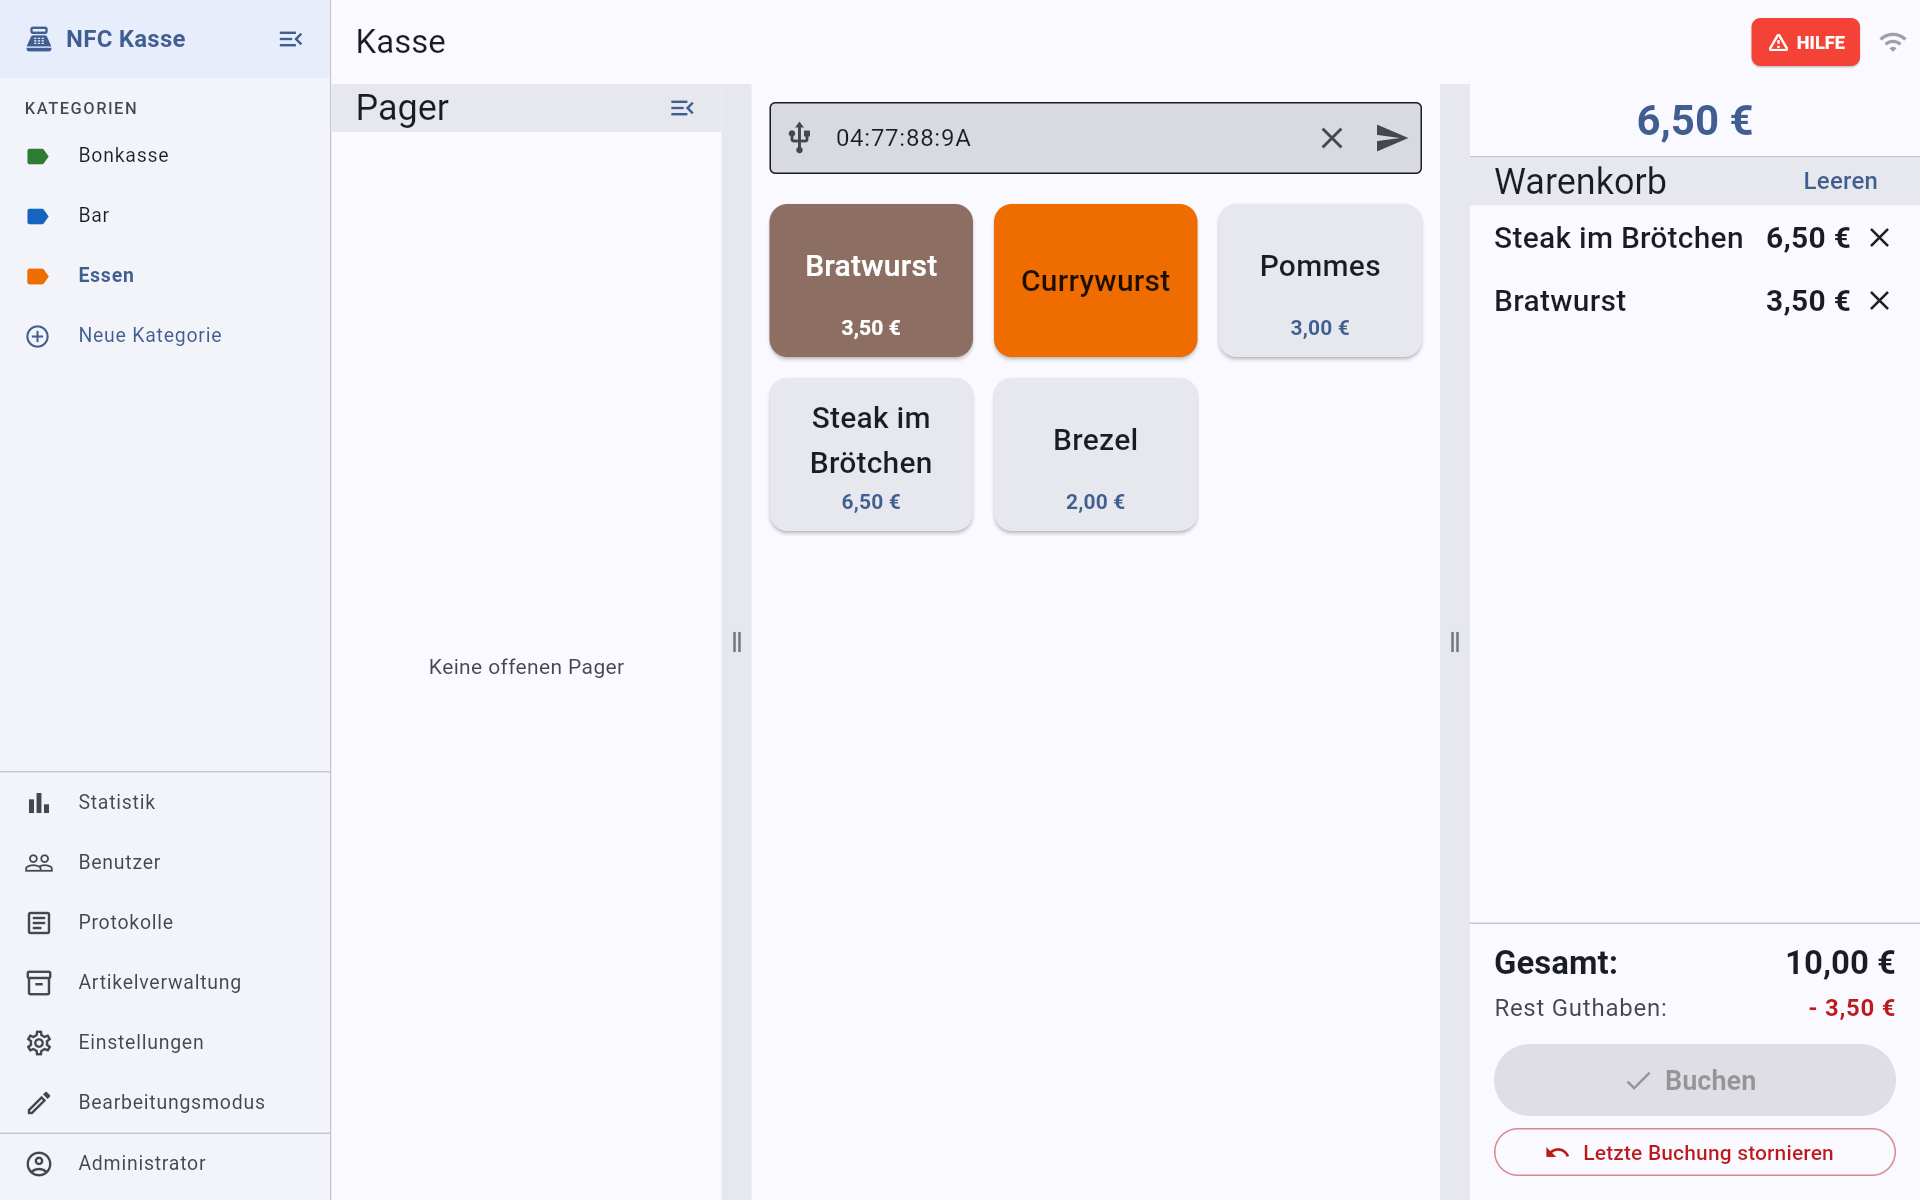 NFC Kasse
KATEGORIEN
Bonkasse
Bar
Essen
Neue Kategorie
Statistik
Benutzer
Protokolle
Artikelverwaltung
Einstellungen
Bearbeitungsmodus
Administrator
Kasse
HILFE
Pager
Keine offenen Pager
04:77:88:9A
Bratwurst
3,50 €
Currywurst
Pommes
3,00 €
Steak im
Brötchen
6,50 €
Brezel
2,00 €
6,50 €
Warenkorb Leeren
Steak im Brötchen 6,50 €
Bratwurst 3,50 €
Gesamt: 10,00 €
Rest Guthaben: - 3,50 €
Buchen
Letzte Buchung stornieren